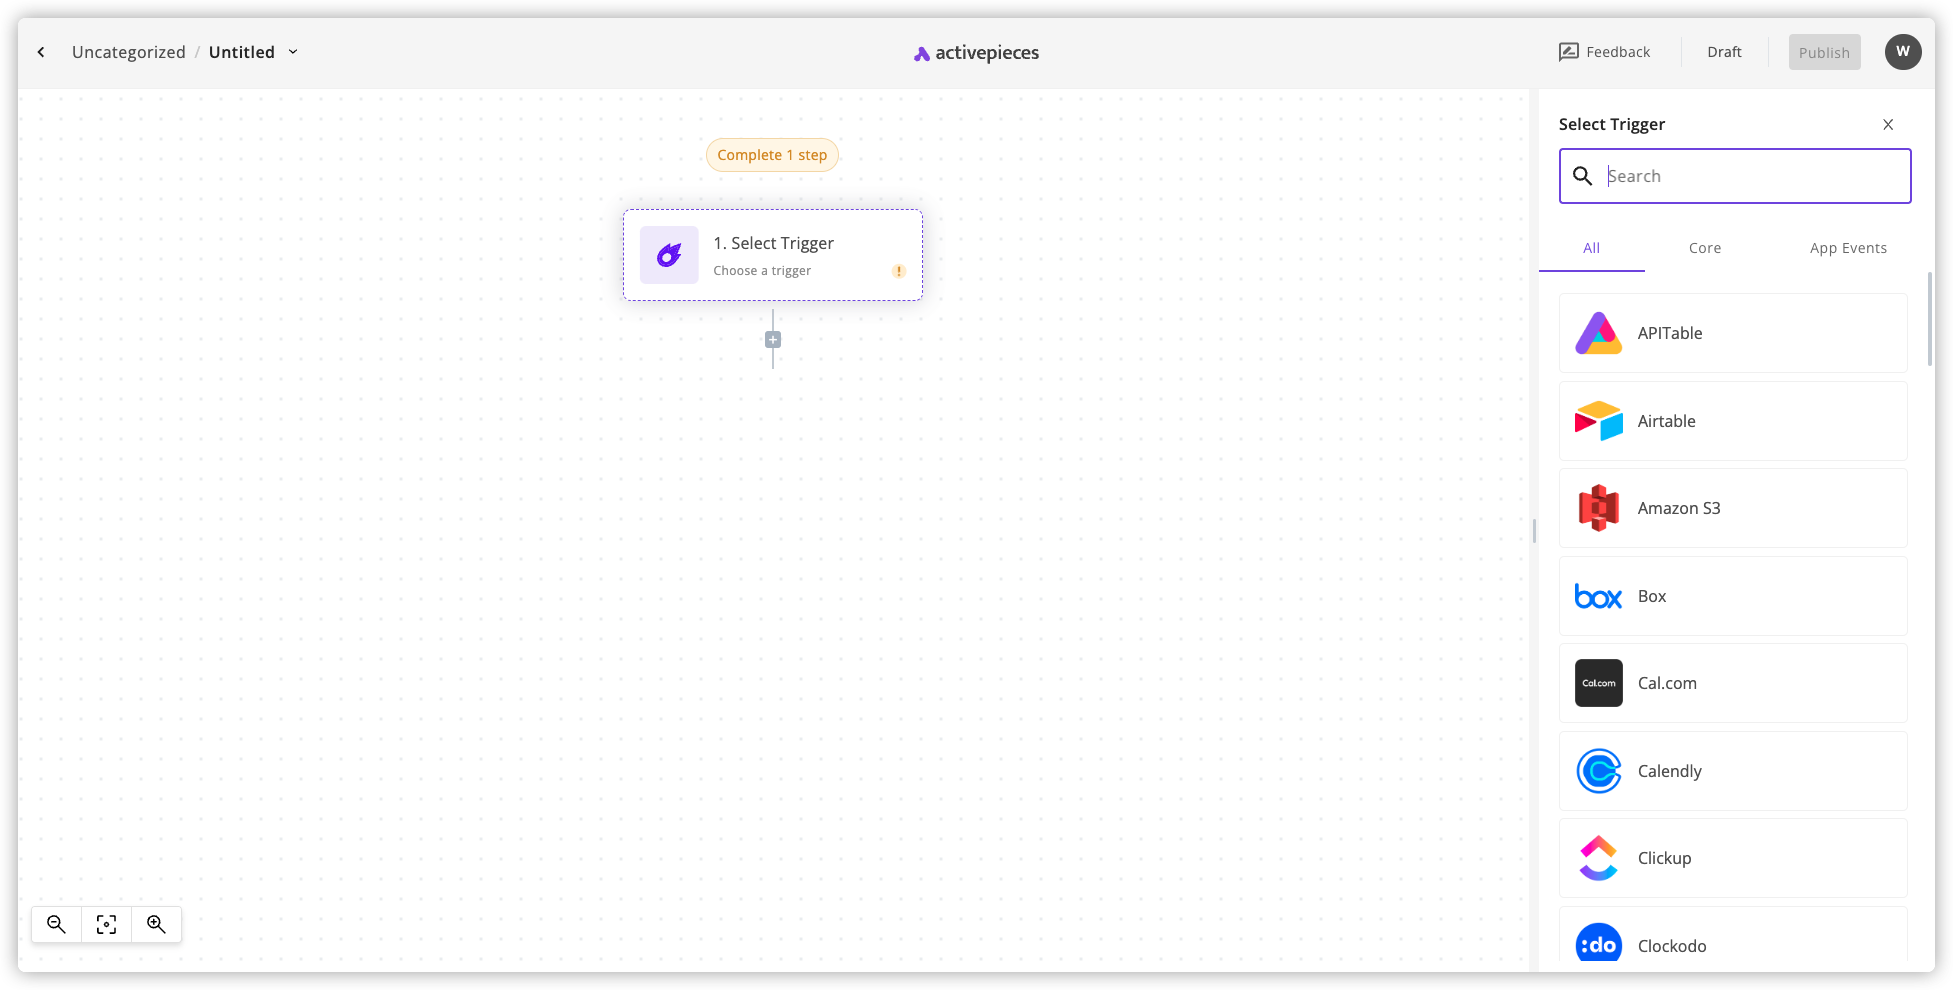 Uncategorized / Untitled
activepieces
Feedback
Draft
Publish
W
Complete 1 step
1. Select Trigger
Choose a trigger
!
Select Trigger
Search
All
Core
App Events
APITable
Airtable
Amazon S3
box
Box
Cal.com
Cal.com
Calendly
Clickup
:do
Clockodo